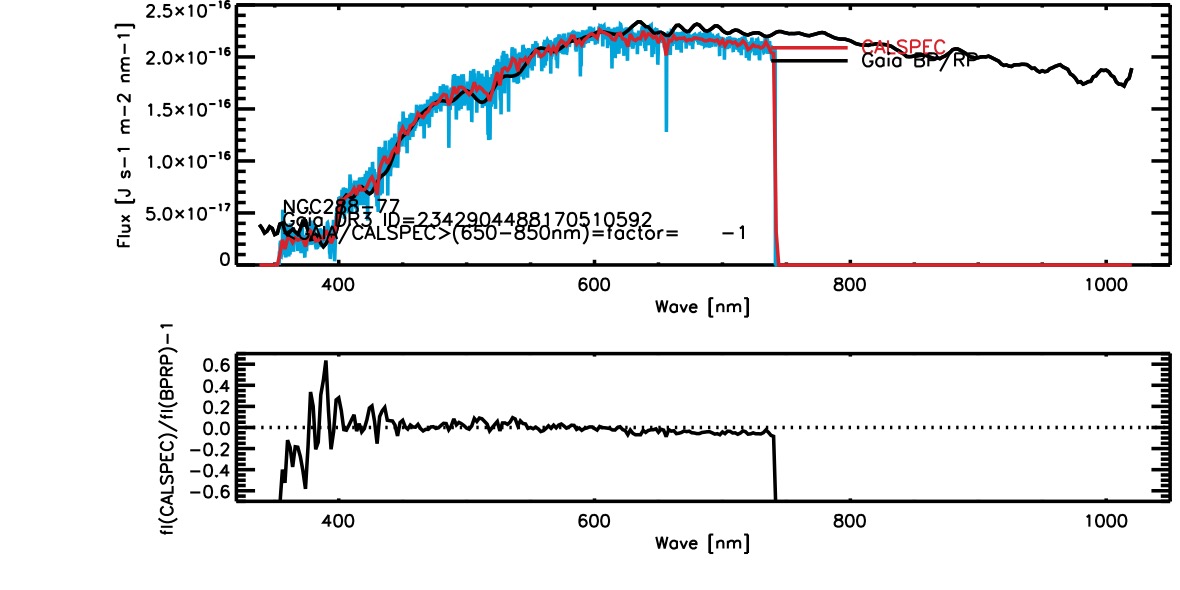 2.5×10−16
2.0×10−16
1.5×10−16
1.0×10−16
5.0×10−17
0
Flux [J s−1 m−2 nm−1]
CALSPEC
Gaia BP/RP
NGC288−77
Gaia DR3 ID=2342904488170510592
<GAIA/CALSPEC>(650−850nm)=factor= −1
400 600 800 1000
Wave [nm]
0.6
0.4
0.2
0.0
−0.2
−0.4
−0.6
fl(CALSPEC)/fl(BPRP)−1
400 600 800 1000
Wave [nm]